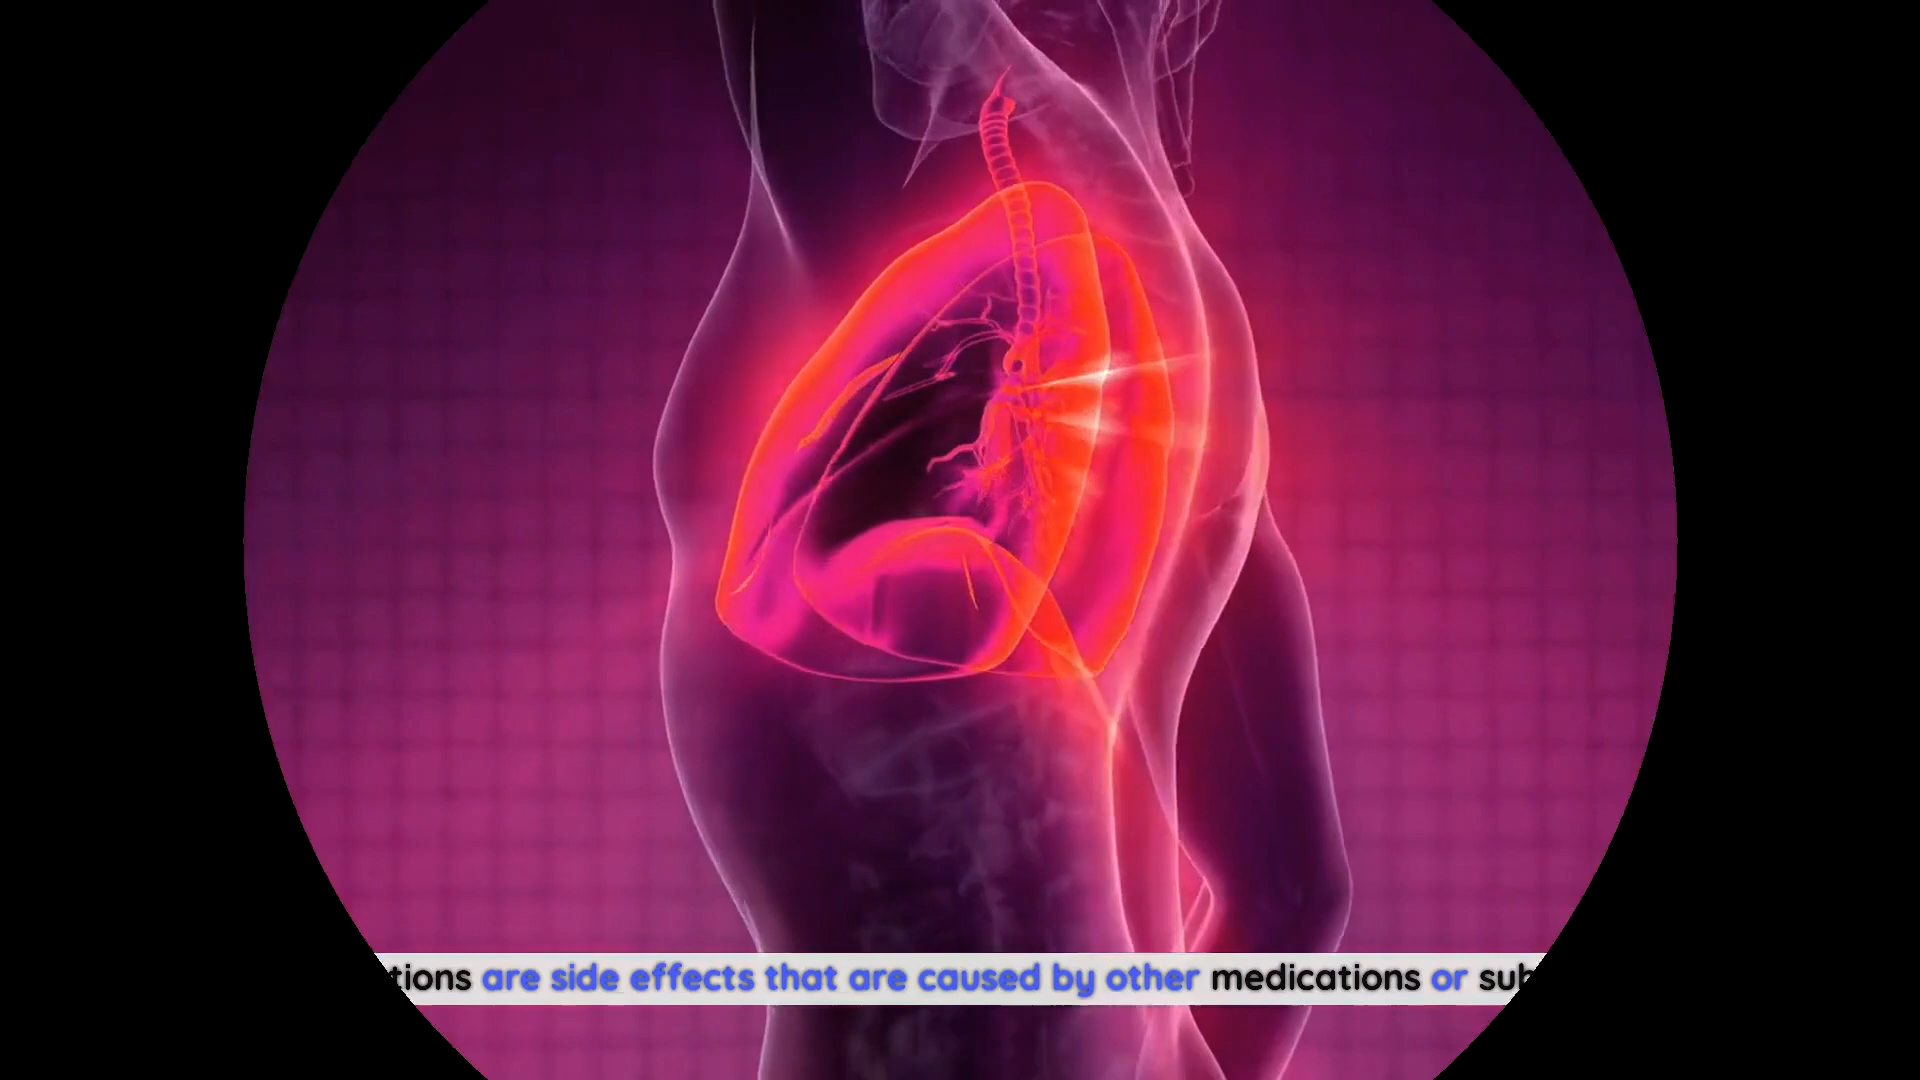 tions are side effects that are caused by other medications or sub